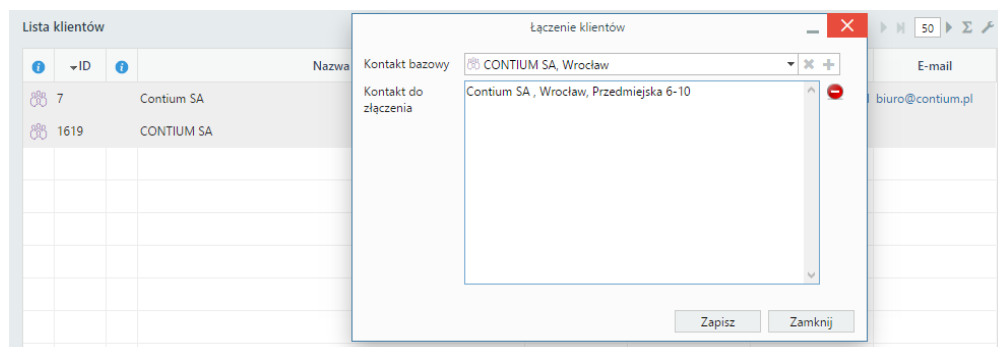 Lista klientów
50
ID
Nazwa
E-mail
7
Contium SA
biuro@contium.pl
1619
CONTIUM SA
Łączenie klientów
Kontakt bazowy
CONTIUM SA, Wrocław
Kontakt do
złączenia
Contium SA , Wrocław, Przedmiejska 6-10
Zapisz
Zamknij